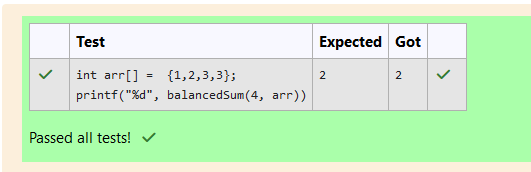 Test Expected Got
int arr[] =  {1,2,3,3}; 2 2
printf("%d", balancedSum(4, arr))
Passed all tests!